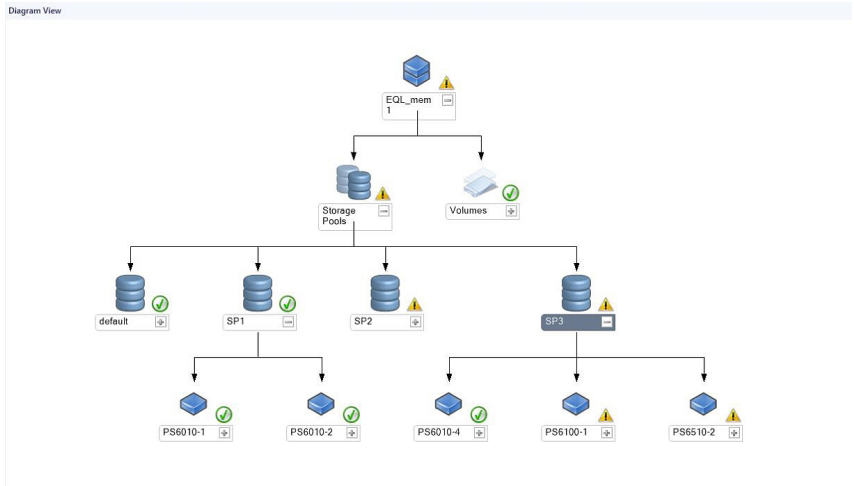 Diagram View
EQL_mem
1
Storage
Pools
Volumes
default
SP1
SP2
SP3
PS6010-1
PS6010-2
PS6010-4
PS6100-1
PS6510-2